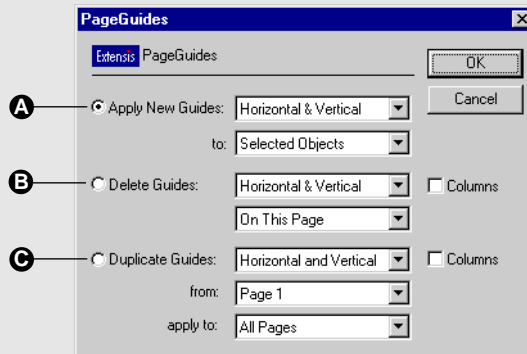 PageGuides
Extensis PageGuides
OK
Cancel
A
Apply New Guides: Horizontal & Vertical
to: Selected Objects
B
Delete Guides: Horizontal & Vertical Columns
On This Page
C
Duplicate Guides: Horizontal and Vertical Columns
from: Page 1
apply to: All Pages